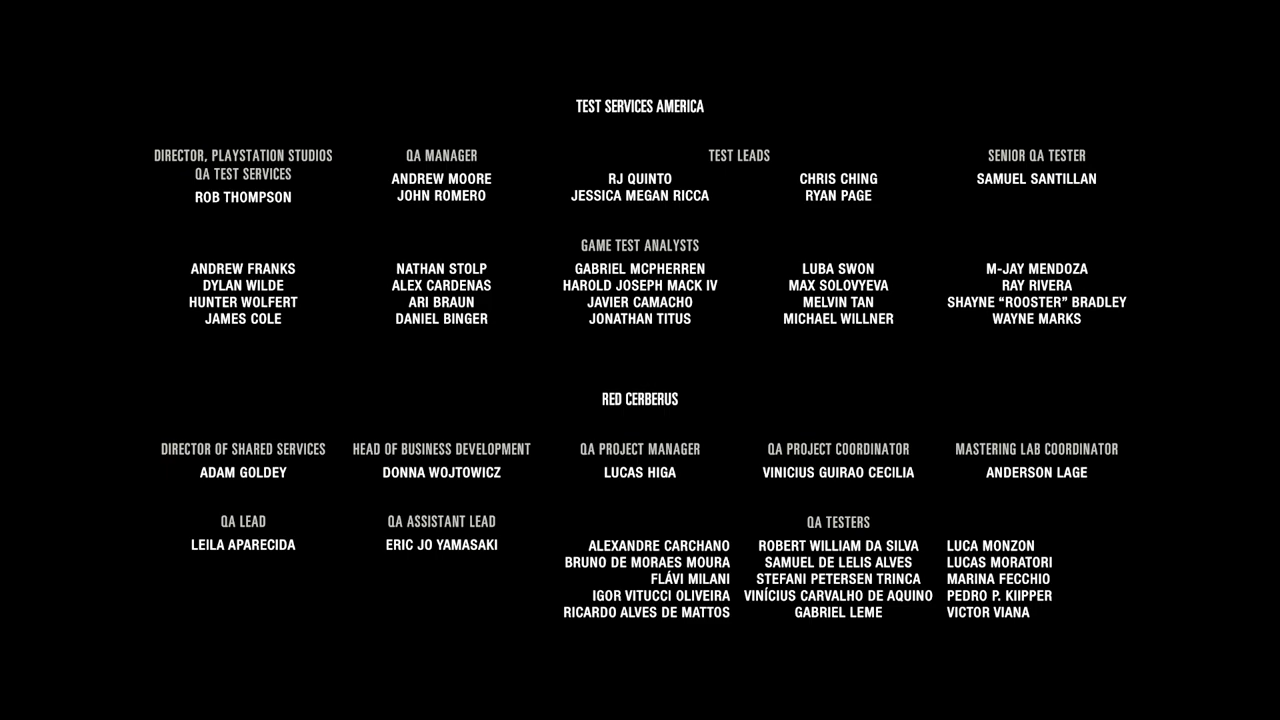 TEST SERVICES AMERICA
DIRECTOR, PLAYSTATION STUDIOS
QA TEST SERVICES
ROB THOMPSON
QA MANAGER
ANDREW MOORE
JOHN ROMERO
TEST LEADS
RJ QUINTO
JESSICA MEGAN RICCA
CHRIS CHING
RYAN PAGE
SENIOR QA TESTER
SAMUEL SANTILLAN
GAME TEST ANALYSTS
ANDREW FRANKS
DYLAN WILDE
HUNTER WOLFERT
JAMES COLE
NATHAN STOLP
ALEX CARDENAS
ARI BRAUN
DANIEL BINGER
GABRIEL MCPHERREN
HAROLD JOSEPH MACK IV
JAVIER CAMACHO
JONATHAN TITUS
LUBA SWON
MAX SOLOVYEVA
MELVIN TAN
MICHAEL WILLNER
M-JAY MENDOZA
RAY RIVERA
SHAYNE “ROOSTER” BRADLEY
WAYNE MARKS
RED CERBERUS
DIRECTOR OF SHARED SERVICES
ADAM GOLDEY
HEAD OF BUSINESS DEVELOPMENT
DONNA WOJTOWICZ
QA PROJECT MANAGER
LUCAS HIGA
QA PROJECT COORDINATOR
VINICIUS GUIRAO CECILIA
MASTERING LAB COORDINATOR
ANDERSON LAGE
QA LEAD
LEILA APARECIDA
QA ASSISTANT LEAD
ERIC JO YAMASAKI
QA TESTERS
ALEXANDRE CARCHANO
BRUNO DE MORAES MOURA
FLÁVI MILANI
IGOR VITUCCI OLIVEIRA
RICARDO ALVES DE MATTOS
ROBERT WILLIAM DA SILVA
SAMUEL DE LELIS ALVES
STEFANI PETERSEN TRINCA
VINÍCIUS CARVALHO DE AQUINO
GABRIEL LEME
LUCA MONZON
LUCAS MORATORI
MARINA FECCHIO
PEDRO P. KIIPPER
VICTOR VIANA